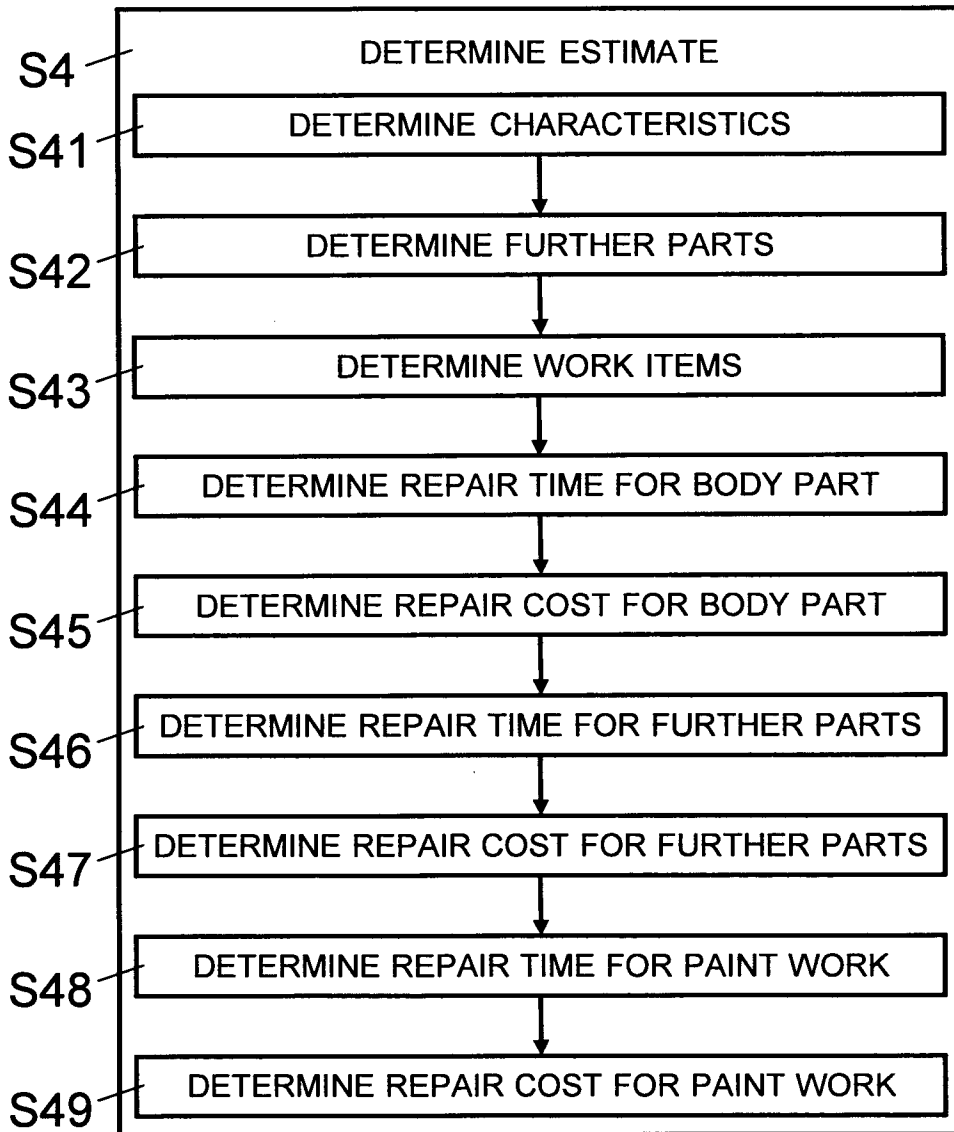 S4 DETERMINE ESTIMATE
S41 DETERMINE CHARACTERISTICS
S42 DETERMINE FURTHER PARTS
S43 DETERMINE WORK ITEMS
S44 DETERMINE REPAIR TIME FOR BODY PART
S45 DETERMINE REPAIR COST FOR BODY PART
S46 DETERMINE REPAIR TIME FOR FURTHER PARTS
S47 DETERMINE REPAIR COST FOR FURTHER PARTS
S48 DETERMINE REPAIR TIME FOR PAINT WORK
S49 DETERMINE REPAIR COST FOR PAINT WORK